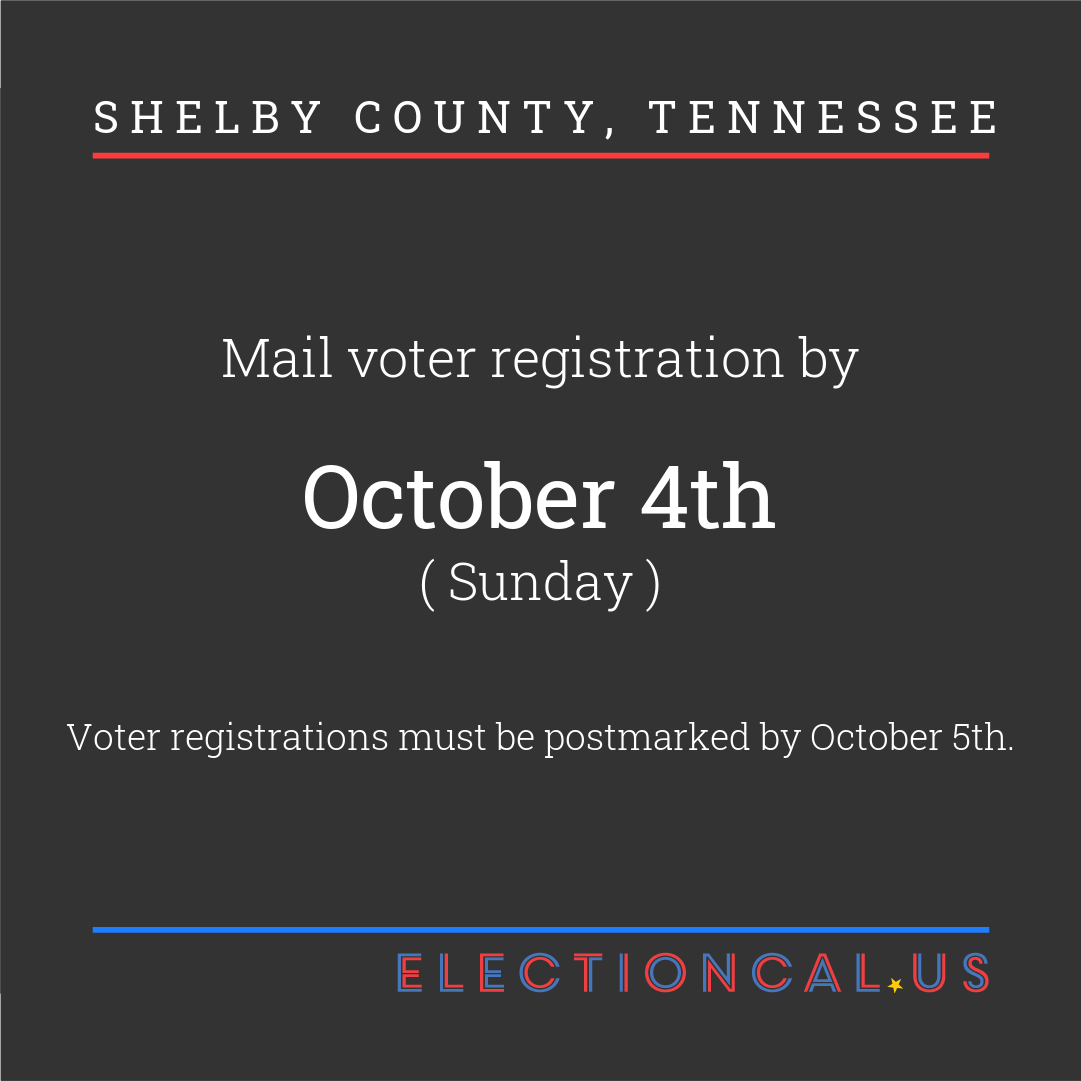 SHELBY COUNTY, TENNESSEE
Mail voter registration by
October 4th
( Sunday )
Voter registrations must be postmarked by October 5th.
ELECTIONCAL.US